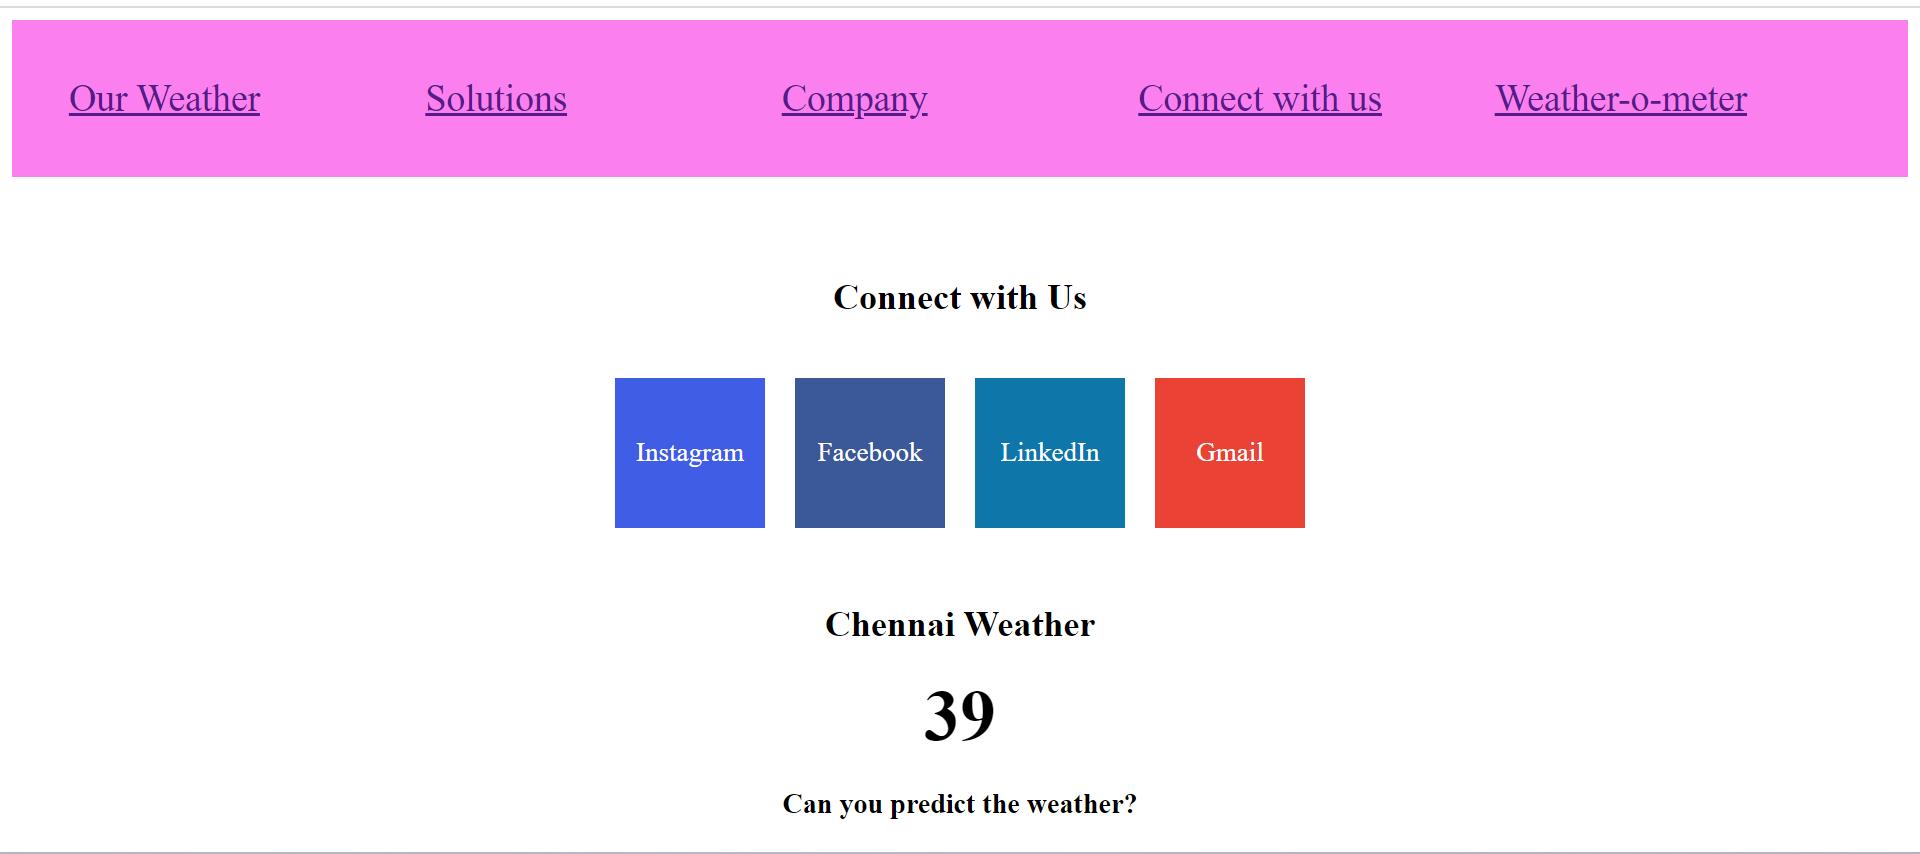 Our Weather Solutions Company Connect with us Weather-o-meter
Connect with Us
Instagram Facebook LinkedIn Gmail
Chennai Weather
39
Can you predict the weather?